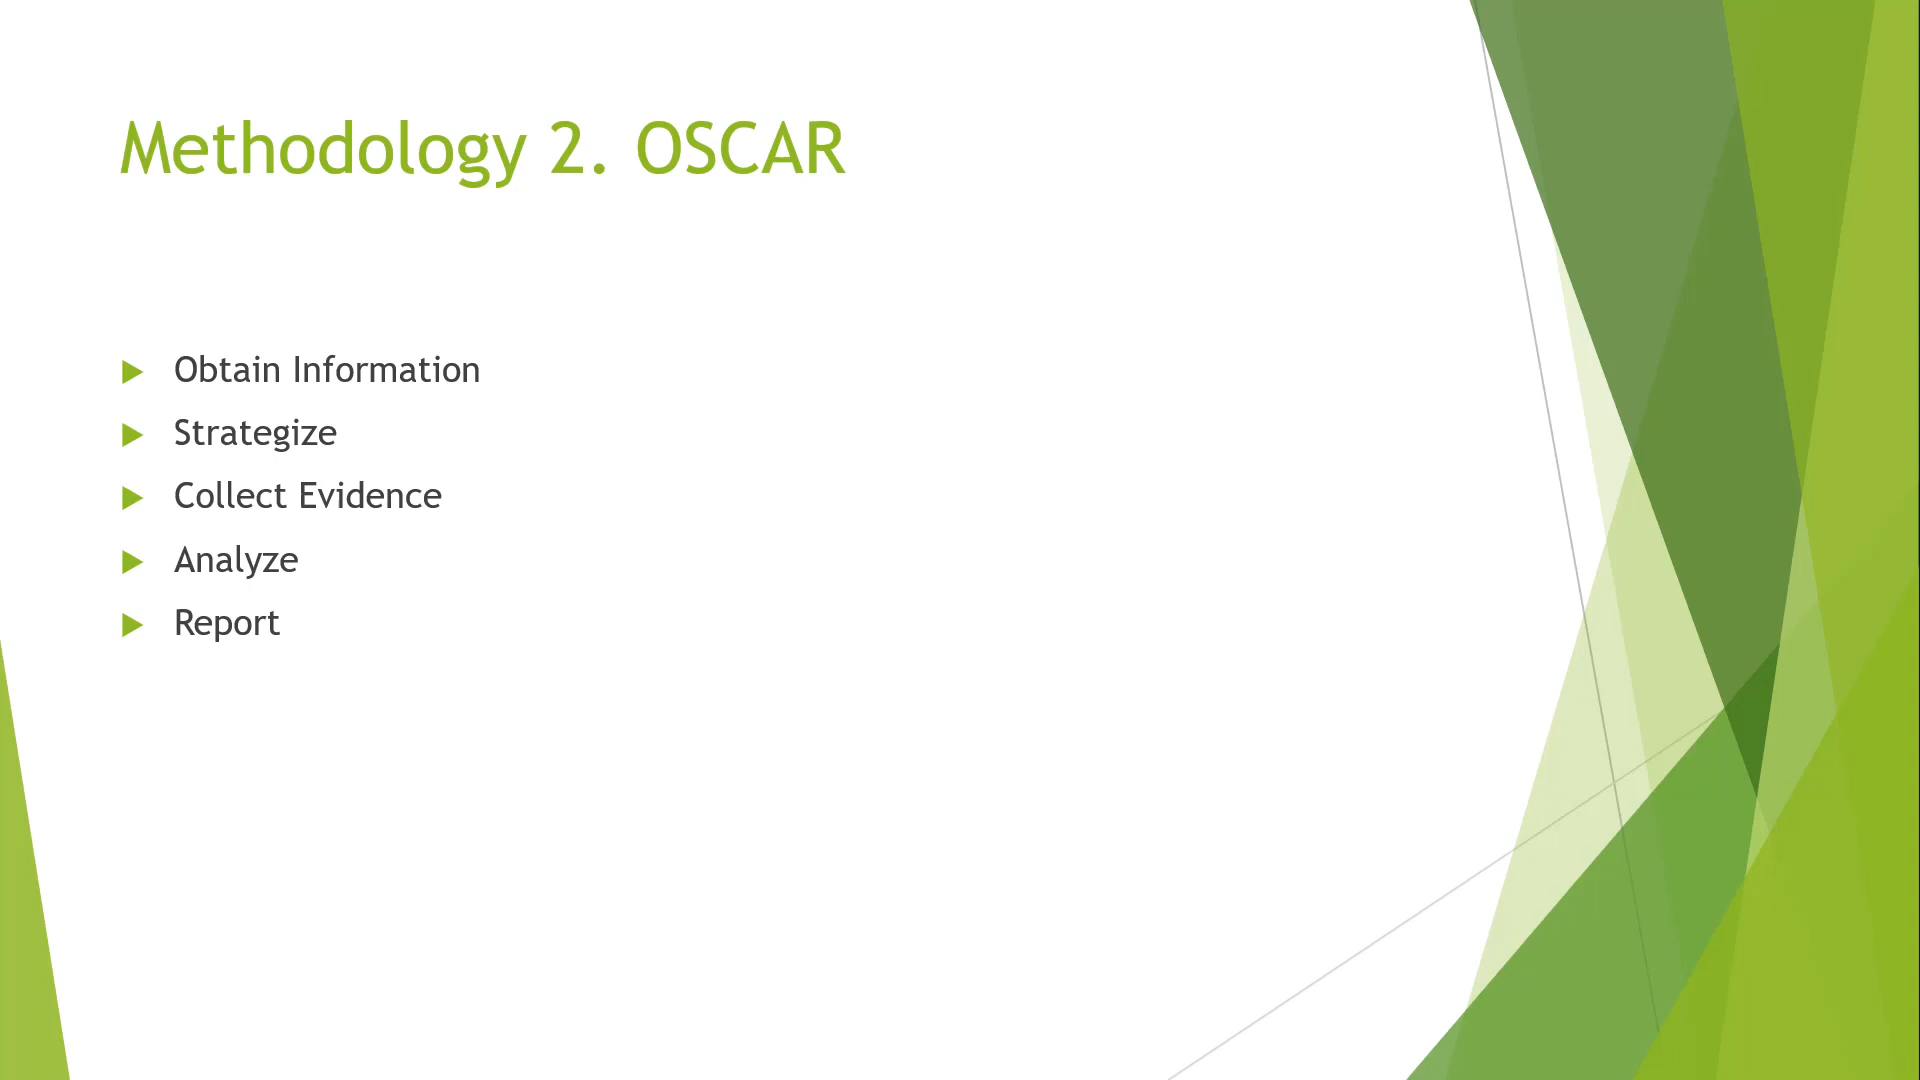 Methodology 2. OSCAR
Obtain Information
Strategize
Collect Evidence
Analyze
Report